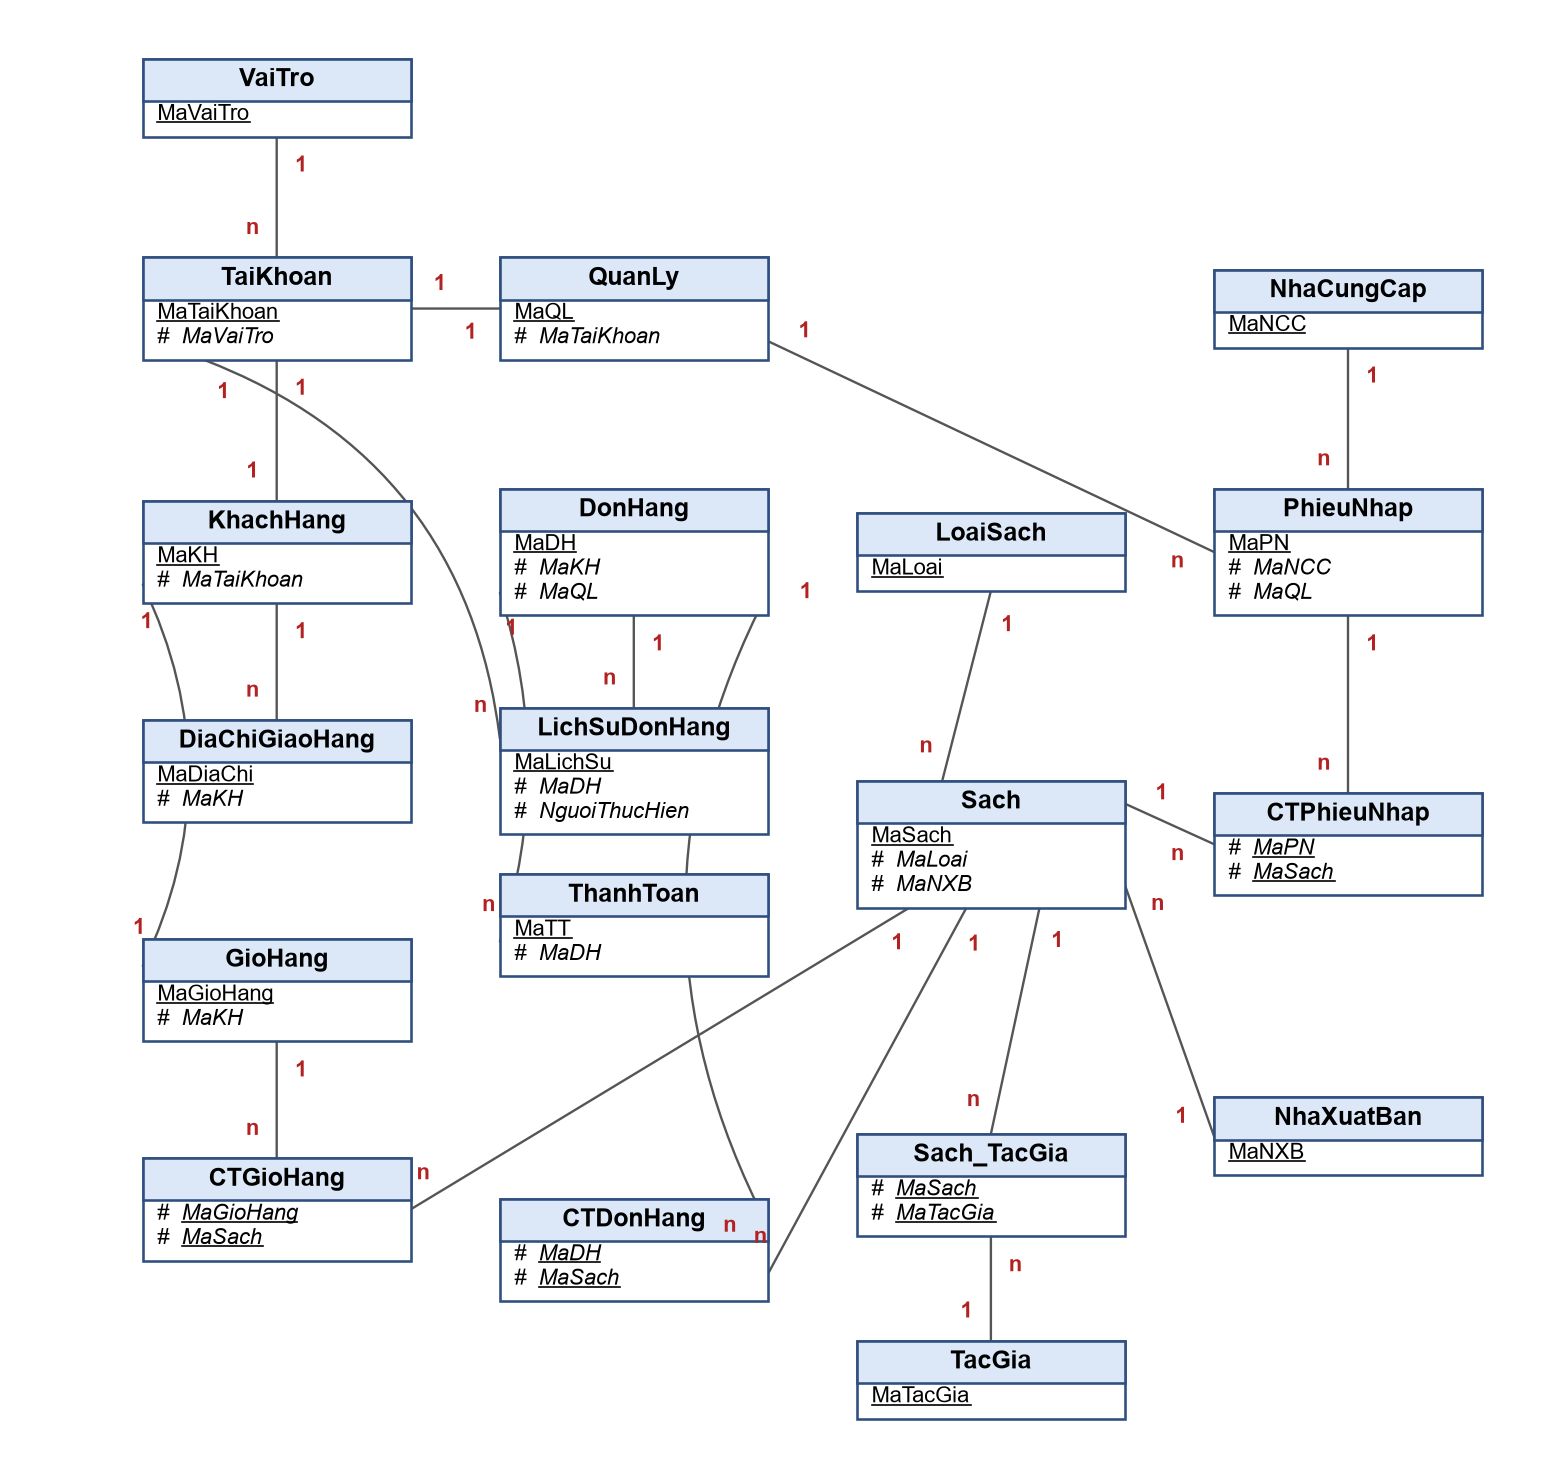 VaiTro
MaVaiTro
1
n
TaiKhoan
MaTaiKhoan
# MaVaiTro
1
1
QuanLy
MaQL
# MaTaiKhoan
1
NhaCungCap
MaNCC
1
n
1
1
1
KhachHang
MaKH
# MaTaiKhoan
1
1
n
DonHang
MaDH
# MaKH
# MaQL
1
1
1
n
n
LoaiSach
MaLoai
1
n
PhieuNhap
MaPN
# MaNCC
# MaQL
n
1
n
DiaChiGiaoHang
MaDiaChi
# MaKH
LichSuDonHang
MaLichSu
# MaDH
# NguoiThucHien
Sach
MaSach
# MaLoai
# MaNXB
1
n
CTPhieuNhap
# MaPN
# MaSach
n
ThanhToan
MaTT
# MaDH
1
1
1
n
1
GioHang
MaGioHang
# MaKH
1
n
CTGioHang
# MaGioHang
# MaSach
n
CTDonHang
# MaDH
# MaSach
n
n
n
Sach_TacGia
# MaSach
# MaTacGia
1
NhaXuatBan
MaNXB
n
1
TacGia
MaTacGia